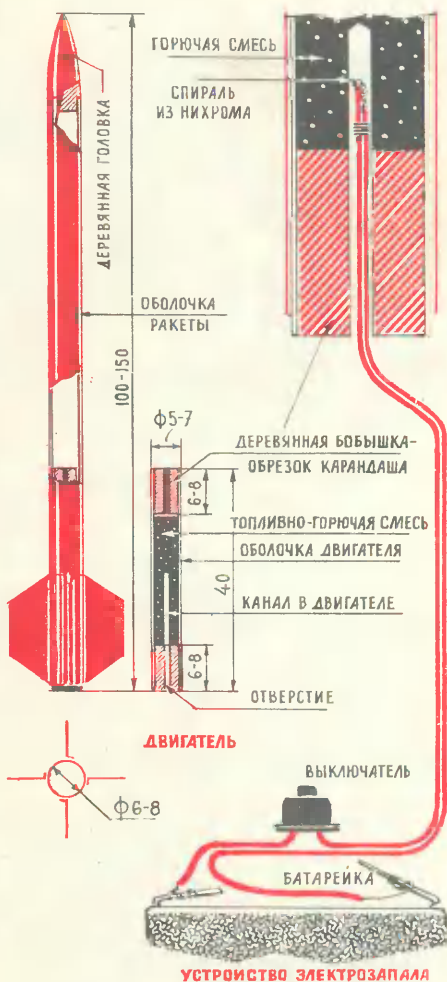 ГОРЮЧАЯ СМЕСЬ
СПИРАЛЬ
ИЗ НИХРОМА
ДЕРЕВЯННАЯ ГОЛОВКА
ОБОЛОЧКА
РАКЕТЫ
100-150
Ф5-7
ДЕРЕВЯННАЯ БОБЫШКА-
ОБРЕЗОК КАРАНДАША
6-8
ТОПЛИВНО-ГОРЮЧАЯ СМЕСЬ
ОБОЛОЧКА ДВИГАТЕЛЯ
40
КАНАЛ В ДВИГАТЕЛЕ
6-8
ОТВЕРСТИЕ
ДВИГАТЕЛЬ
ВЫКЛЮЧАТЕЛЬ
Ф6-8
БАТАРЕЙКА
УСТРОЙСТВО ЭЛЕКТРОЗАПАЛА